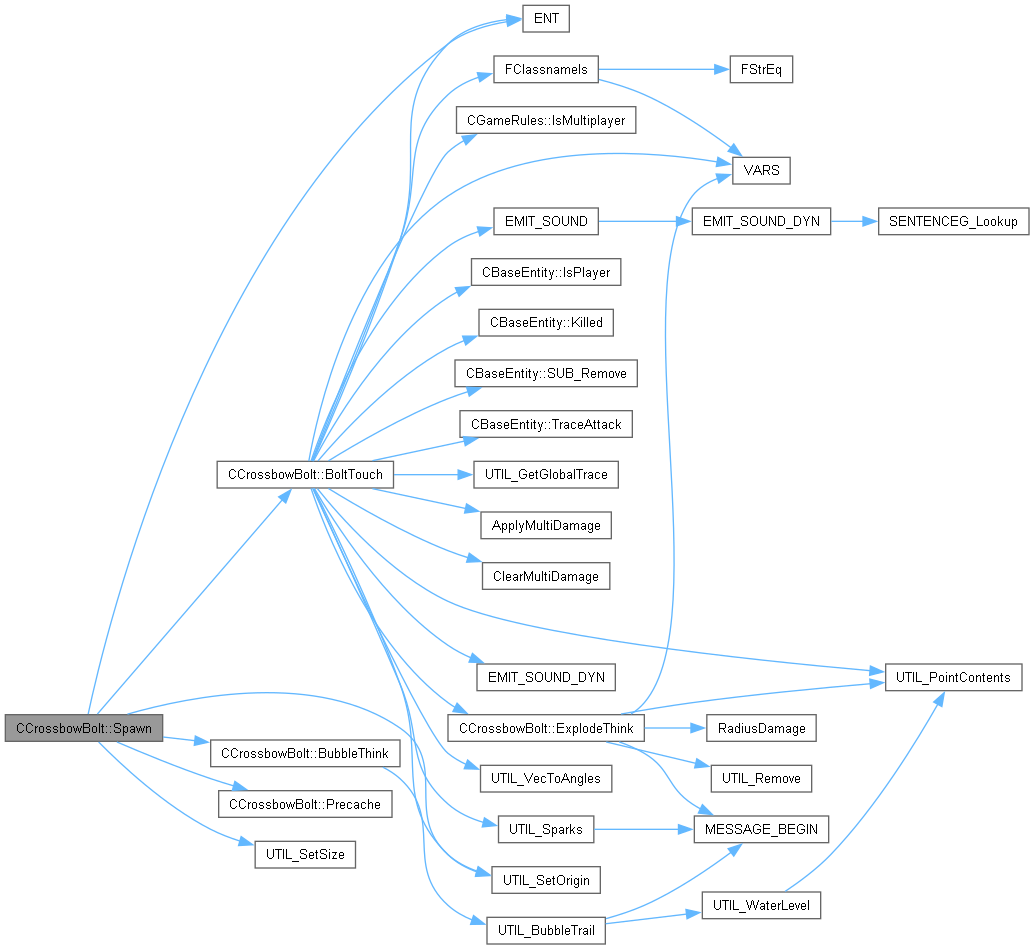 ENT
FClassnameIs
FStrEq
CGameRules::IsMultiplayer
VARS
EMIT_SOUND
EMIT_SOUND_DYN
SENTENCEG_Lookup
CBaseEntity::IsPlayer
CBaseEntity::Killed
CBaseEntity::SUB_Remove
CBaseEntity::TraceAttack
CCrossbowBolt::BoltTouch
UTIL_GetGlobalTrace
ApplyMultiDamage
ClearMultiDamage
EMIT_SOUND_DYN
UTIL_PointContents
CCrossbowBolt::Spawn
CCrossbowBolt::ExplodeThink
RadiusDamage
CCrossbowBolt::BubbleThink
UTIL_VecToAngles
UTIL_Remove
CCrossbowBolt::Precache
UTIL_Sparks
MESSAGE_BEGIN
UTIL_SetSize
UTIL_SetOrigin
UTIL_WaterLevel
UTIL_BubbleTrail